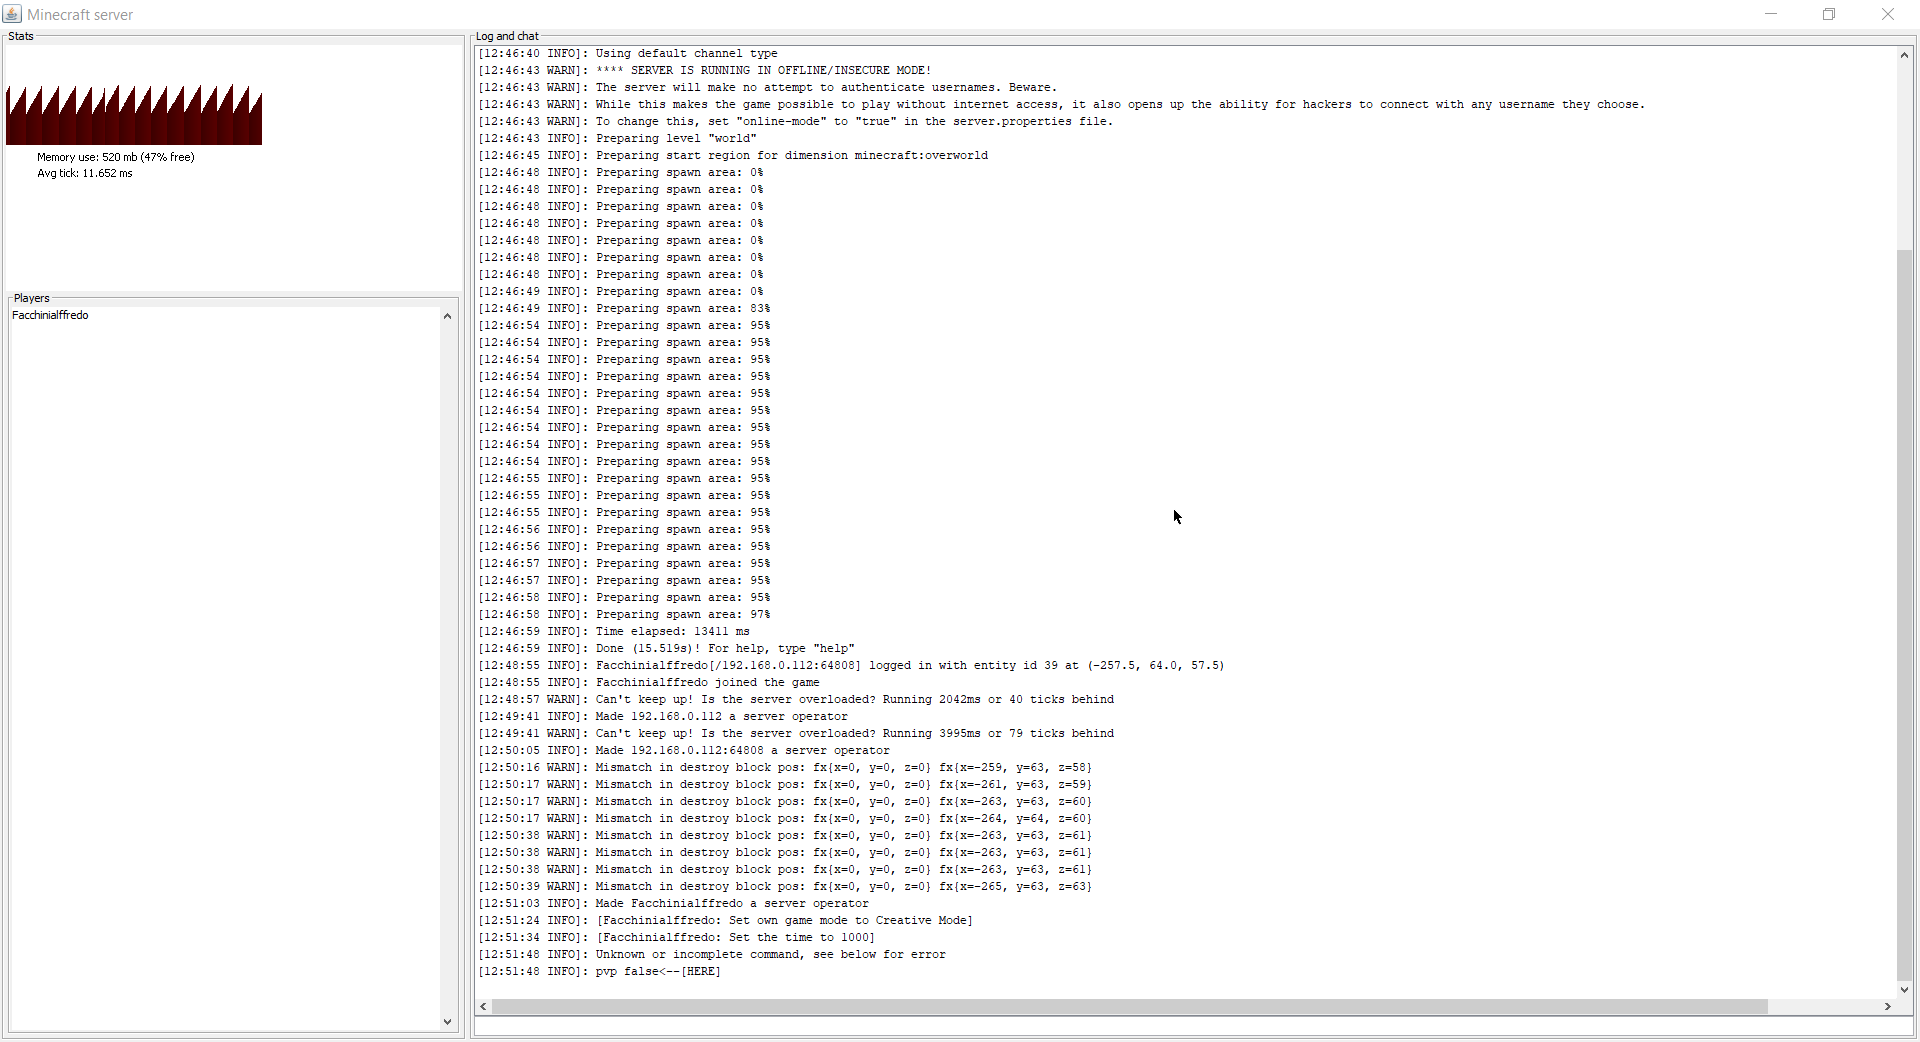 Minecraft server
Stats
Memory use: 520 mb (47% free)
Avg tick: 11.652 ms
Players
Facchinialffredo
Log and chat
[12:46:40 INFO]: Using default channel type
[12:46:43 WARN]: **** SERVER IS RUNNING IN OFFLINE/INSECURE MODE!
[12:46:43 WARN]: The server will make no attempt to authenticate usernames. Beware.
[12:46:43 WARN]: While this makes the game possible to play without internet access, it also opens up the ability for hackers to connect with any username they choose.
[12:46:43 WARN]: To change this, set "online-mode" to "true" in the server.properties file.
[12:46:43 INFO]: Preparing level "world"
[12:46:45 INFO]: Preparing start region for dimension minecraft:overworld
[12:46:48 INFO]: Preparing spawn area: 0%
[12:46:48 INFO]: Preparing spawn area: 0%
[12:46:48 INFO]: Preparing spawn area: 0%
[12:46:48 INFO]: Preparing spawn area: 0%
[12:46:48 INFO]: Preparing spawn area: 0%
[12:46:48 INFO]: Preparing spawn area: 0%
[12:46:48 INFO]: Preparing spawn area: 0%
[12:46:49 INFO]: Preparing spawn area: 0%
[12:46:49 INFO]: Preparing spawn area: 83%
[12:46:54 INFO]: Preparing spawn area: 95%
[12:46:54 INFO]: Preparing spawn area: 95%
[12:46:54 INFO]: Preparing spawn area: 95%
[12:46:54 INFO]: Preparing spawn area: 95%
[12:46:54 INFO]: Preparing spawn area: 95%
[12:46:54 INFO]: Preparing spawn area: 95%
[12:46:54 INFO]: Preparing spawn area: 95%
[12:46:54 INFO]: Preparing spawn area: 95%
[12:46:54 INFO]: Preparing spawn area: 95%
[12:46:55 INFO]: Preparing spawn area: 95%
[12:46:55 INFO]: Preparing spawn area: 95%
[12:46:55 INFO]: Preparing spawn area: 95%
[12:46:56 INFO]: Preparing spawn area: 95%
[12:46:56 INFO]: Preparing spawn area: 95%
[12:46:57 INFO]: Preparing spawn area: 95%
[12:46:57 INFO]: Preparing spawn area: 95%
[12:46:58 INFO]: Preparing spawn area: 95%
[12:46:58 INFO]: Preparing spawn area: 97%
[12:46:59 INFO]: Time elapsed: 13411 ms
[12:46:59 INFO]: Done (15.519s)! For help, type "help"
[12:48:55 INFO]: Facchinialffredo[/192.168.0.112:64808] logged in with entity id 39 at (-257.5, 64.0, 57.5)
[12:48:55 INFO]: Facchinialffredo joined the game
[12:48:57 WARN]: Can't keep up! Is the server overloaded? Running 2042ms or 40 ticks behind
[12:49:41 INFO]: Made 192.168.0.112 a server operator
[12:49:41 WARN]: Can't keep up! Is the server overloaded? Running 3995ms or 79 ticks behind
[12:50:05 INFO]: Made 192.168.0.112:64808 a server operator
[12:50:16 WARN]: Mismatch in destroy block pos: fx{x=0, y=0, z=0} fx{x=-259, y=63, z=58}
[12:50:17 WARN]: Mismatch in destroy block pos: fx{x=0, y=0, z=0} fx{x=-261, y=63, z=59}
[12:50:17 WARN]: Mismatch in destroy block pos: fx{x=0, y=0, z=0} fx{x=-263, y=63, z=60}
[12:50:17 WARN]: Mismatch in destroy block pos: fx{x=0, y=0, z=0} fx{x=-264, y=64, z=60}
[12:50:38 WARN]: Mismatch in destroy block pos: fx{x=0, y=0, z=0} fx{x=-263, y=63, z=61}
[12:50:38 WARN]: Mismatch in destroy block pos: fx{x=0, y=0, z=0} fx{x=-263, y=63, z=61}
[12:50:38 WARN]: Mismatch in destroy block pos: fx{x=0, y=0, z=0} fx{x=-263, y=63, z=61}
[12:50:39 WARN]: Mismatch in destroy block pos: fx{x=0, y=0, z=0} fx{x=-265, y=63, z=63}
[12:51:03 INFO]: Made Facchinialffredo a server operator
[12:51:24 INFO]: [Facchinialffredo: Set own game mode to Creative Mode]
[12:51:34 INFO]: [Facchinialffredo: Set the time to 1000]
[12:51:48 INFO]: Unknown or incomplete command, see below for error
[12:51:48 INFO]: pvp false<--[HERE]